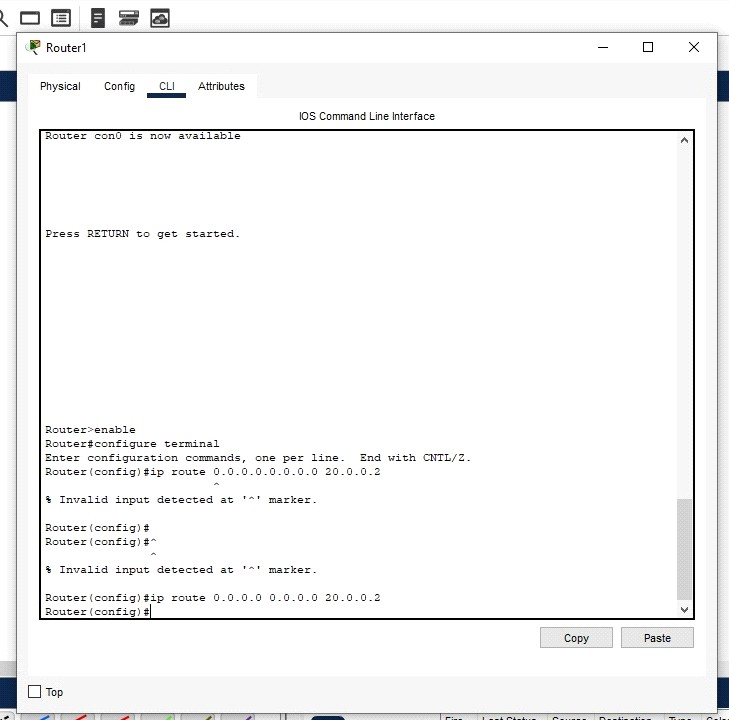 Router1
Physical Config CLI Attributes
IOS Command Line Interface
Router con0 is now available
Press RETURN to get started.
Router>enable
Router#configure terminal
Enter configuration commands, one per line.  End with CNTL/Z.
Router(config)#ip route 0.0.0.0.0.0.0.0 20.0.0.2
^
% Invalid input detected at '^' marker.
Router(config)#
Router(config)#^
^
% Invalid input detected at '^' marker.
Router(config)#ip route 0.0.0.0 0.0.0.0 20.0.0.2
Router(config)#
Copy Paste
Top